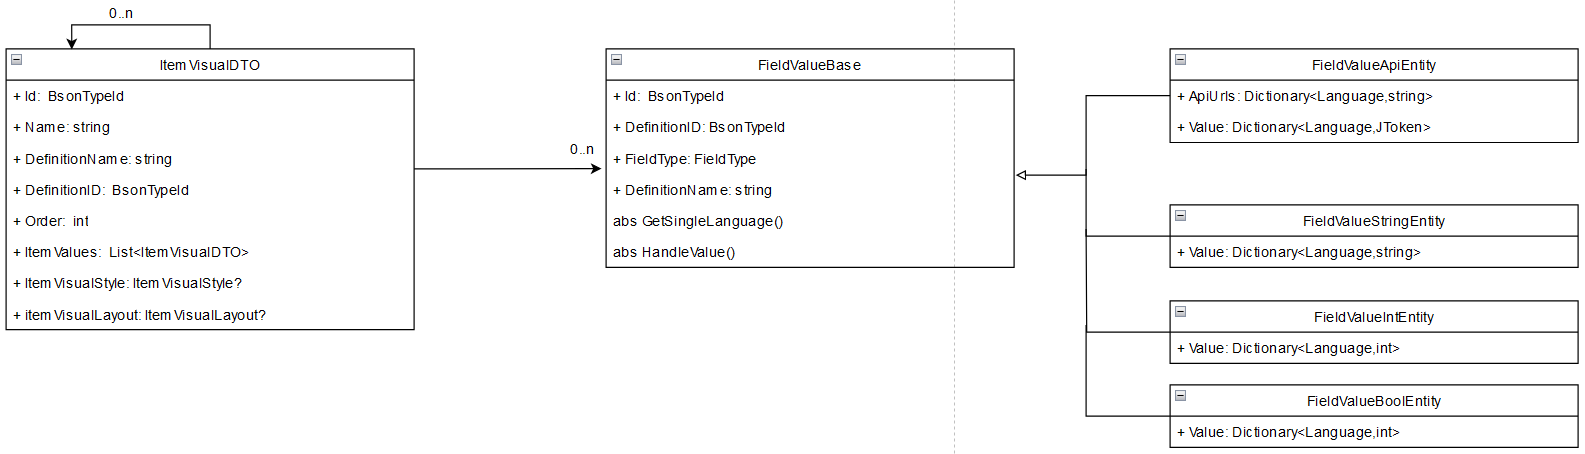 0..n
ItemVisualDTO
+ Id: BsonTypeId
+ Name: string
+ DefinitionName: string
+ DefinitionID: BsonTypeId
+ Order: int
+ ItemValues: List<ItemVisualDTO>
+ ItemVisualStyle: ItemVisualStyle?
+ itemVisualLayout: ItemVisualLayout?
0..n
FieldValueBase
+ Id: BsonTypeId
+ DefinitionID: BsonTypeId
+ FieldType: FieldType
+ DefinitionName: string
abs GetSingleLanguage()
abs HandleValue()
FieldValueApiEntity
+ ApiUrls: Dictionary<Language,string>
+ Value: Dictionary<Language,JToken>
FieldValueStringEntity
+ Value: Dictionary<Language,string>
FieldValueIntEntity
+ Value: Dictionary<Language,int>
FieldValueBoolEntity
+ Value: Dictionary<Language,int>